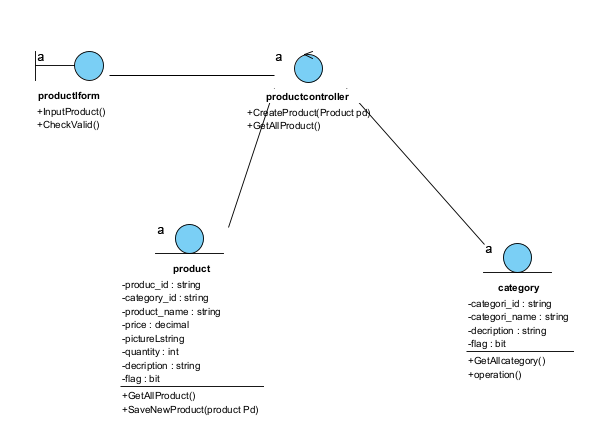 a
productIform
+InputProduct()
+CheckValid()
a
productcontroller
+CreateProduct(Product pd)
+GetAllProduct()
a
product
-produc_id : string
-category_id : string
-product_name : string
-price : decimal
-pictureLstring
-quantity : int
-decription : string
-flag : bit
+GetAllProduct()
+SaveNewProduct(product Pd)
a
category
-categori_id : string
-categori_name : string
-decription : string
-flag : bit
+GetAllcategory()
+operation()